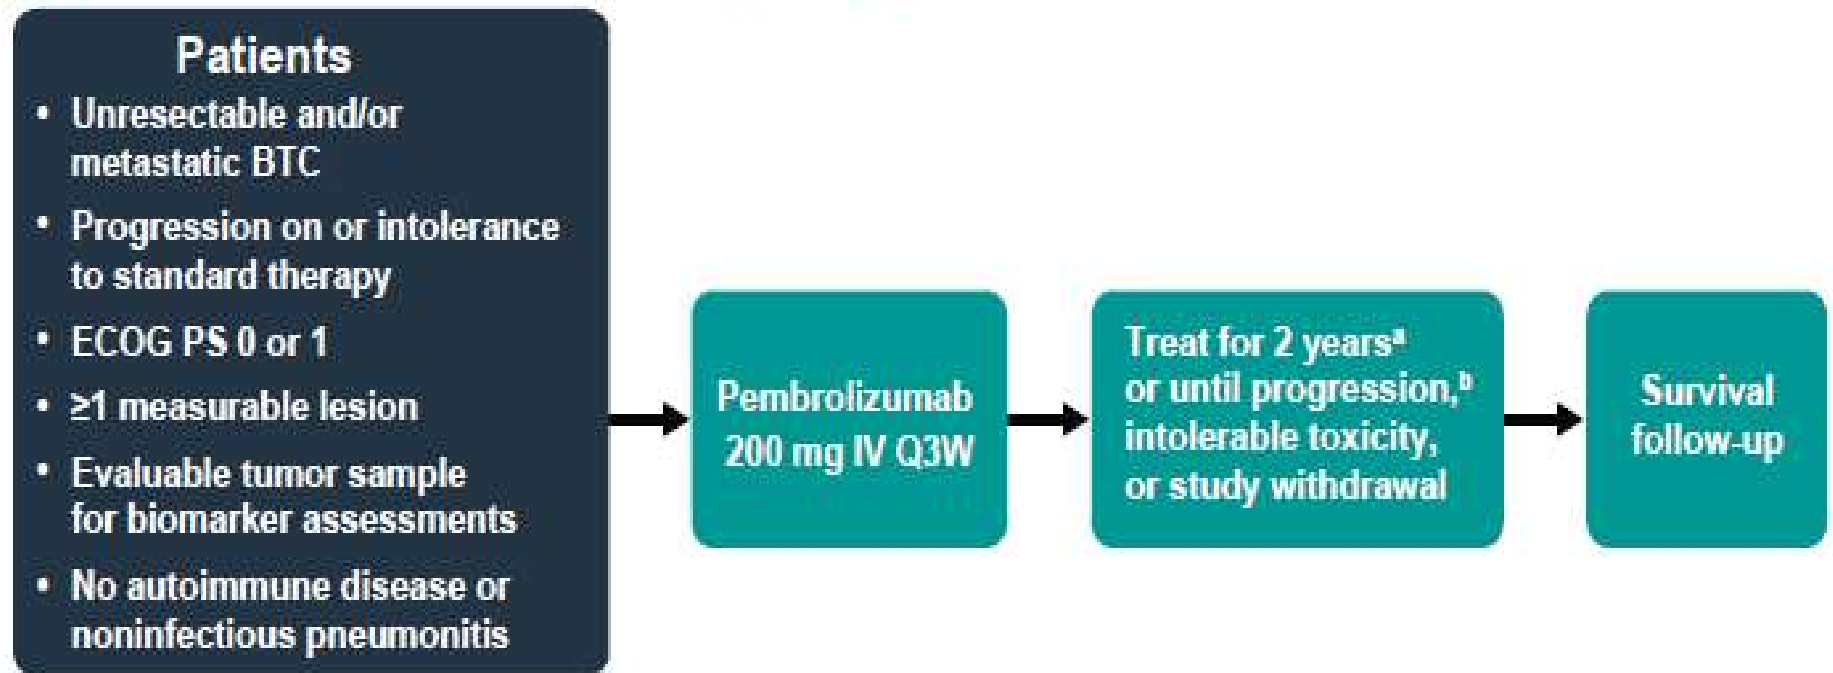 Patients
• Unresectable and/or
metastatic BTC
• Progression on or intolerance
to standard therapy
• ECOG PS 0 or 1
• ≥1 measurable lesion
• Evaluable tumor sample
for biomarker assessments
• No autoimmune disease or
noninfectious pneumonitis
Pembrolizumab
200 mg IV Q3W
Treat for 2 yearsᵃ
or until progression,ᵇ
intolerable toxicity,
or study withdrawal
Survival
follow-up